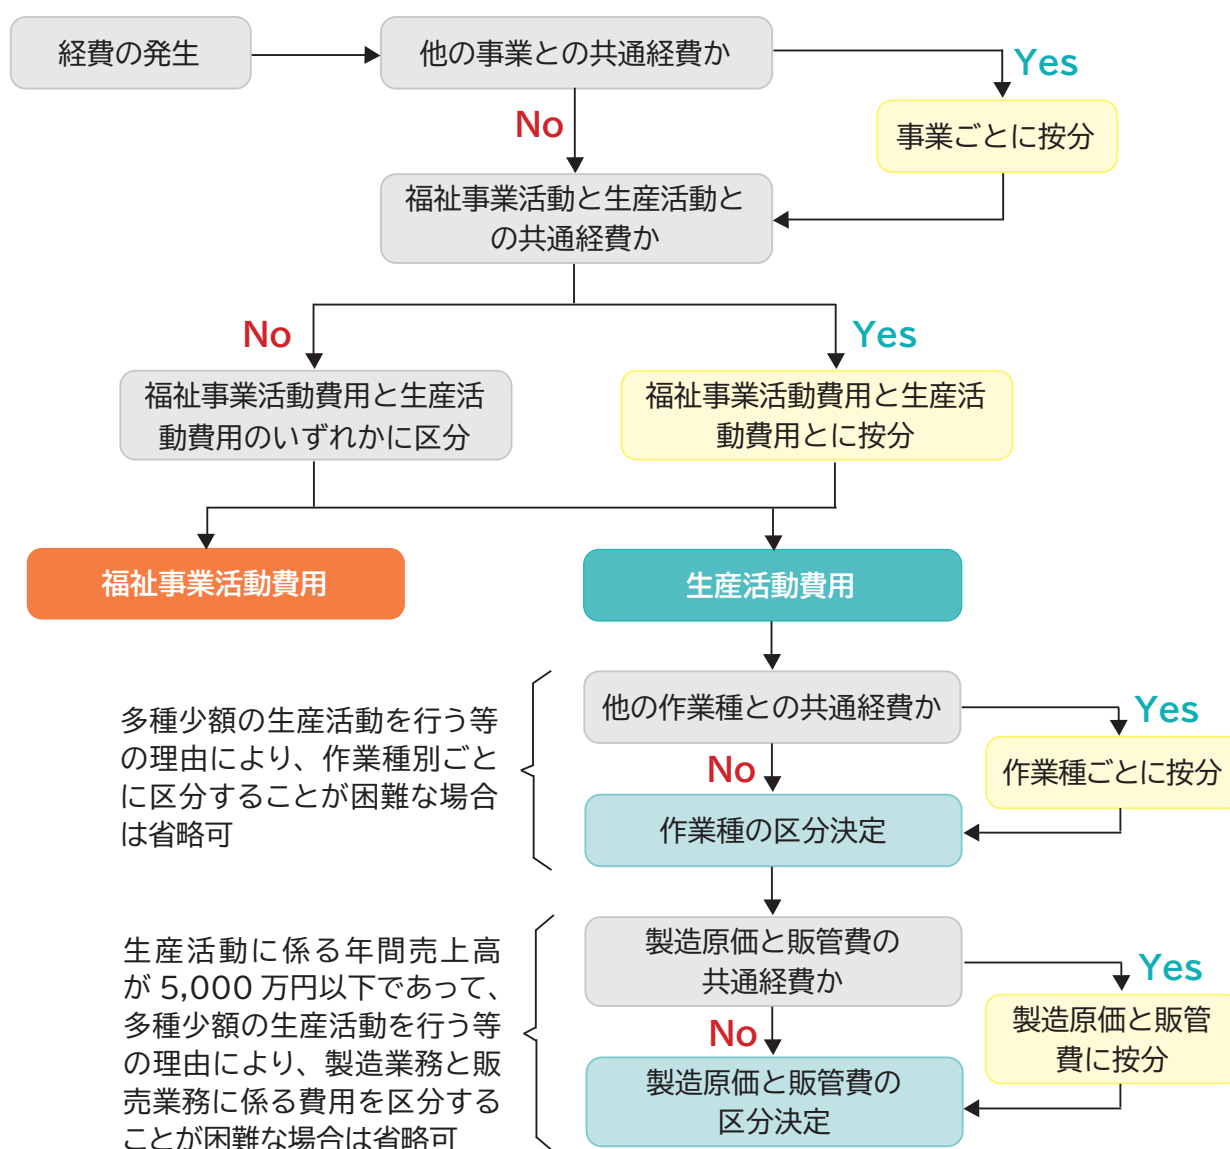 経費の発生
他の事業との共通経費か
Yes
No
事業ごとに按分
福祉事業活動と生産活動と
の共通経費か
No
Yes
福祉事業活動費用と生産活
動費用のいずれかに区分
福祉事業活動費用と生産活
動費用とに按分
福祉事業活動費用
生産活動費用
多種少額の生産活動を行う等
の理由により、作業種別ごと
に区分することが困難な場合
は省略可
他の作業種との共通経費か
Yes
No
作業種ごとに按分
作業種の区分決定
生産活動に係る年間売上高
が 5,000 万円以下であって、
多種少額の生産活動を行う等
の理由により、製造業務と販
売業務に係る費用を区分する
ことが困難な場合は省略可
製造原価と販管費の
共通経費か
Yes
No
製造原価と販管
費に按分
製造原価と販管費の
区分決定